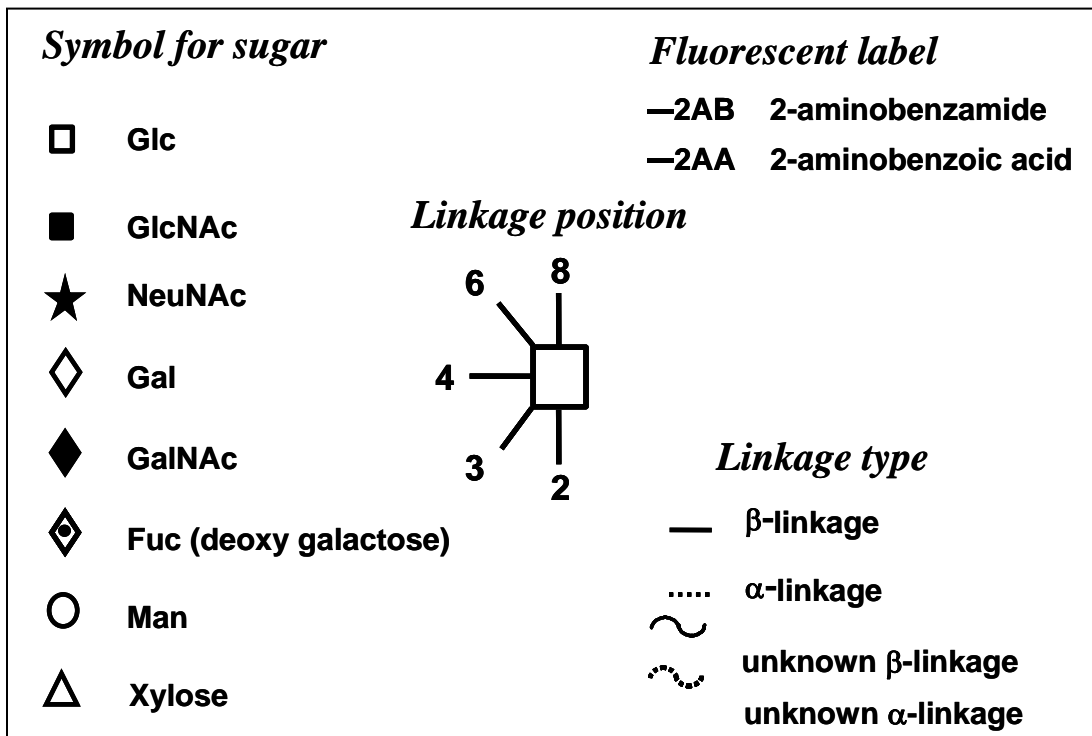 Symbol for sugar
Glc
GlcNAc
NeuNAc
Gal
GalNAc
Fuc (deoxy galactose)
Man
Xylose
Fluorescent label
—2AB 2-aminobenzamide
—2AA 2-aminobenzoic acid
Linkage position
8
6
4
3
2
Linkage type
β-linkage
α-linkage
unknown β-linkage
unknown α-linkage